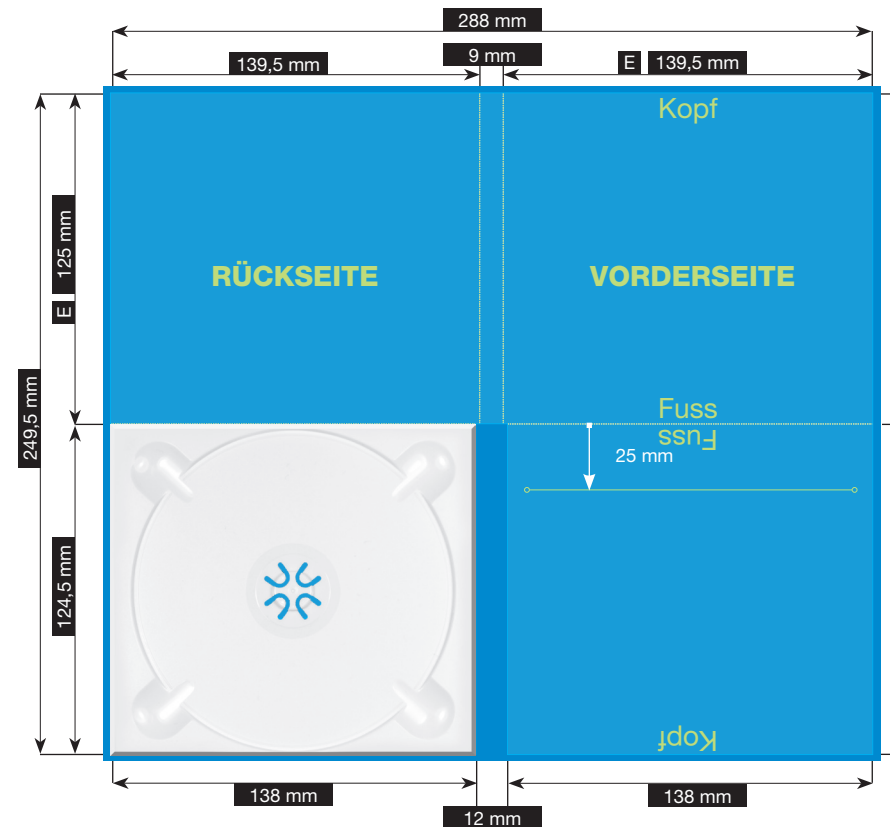 288 mm
9 mm
139,5 mm
E 139,5 mm
Kopf
125 mm
E
RÜCKSEITE
VORDERSEITE
249,5 mm
Fuss
Fuss
25 mm
124,5 mm
Kopf
138 mm
138 mm
12 mm